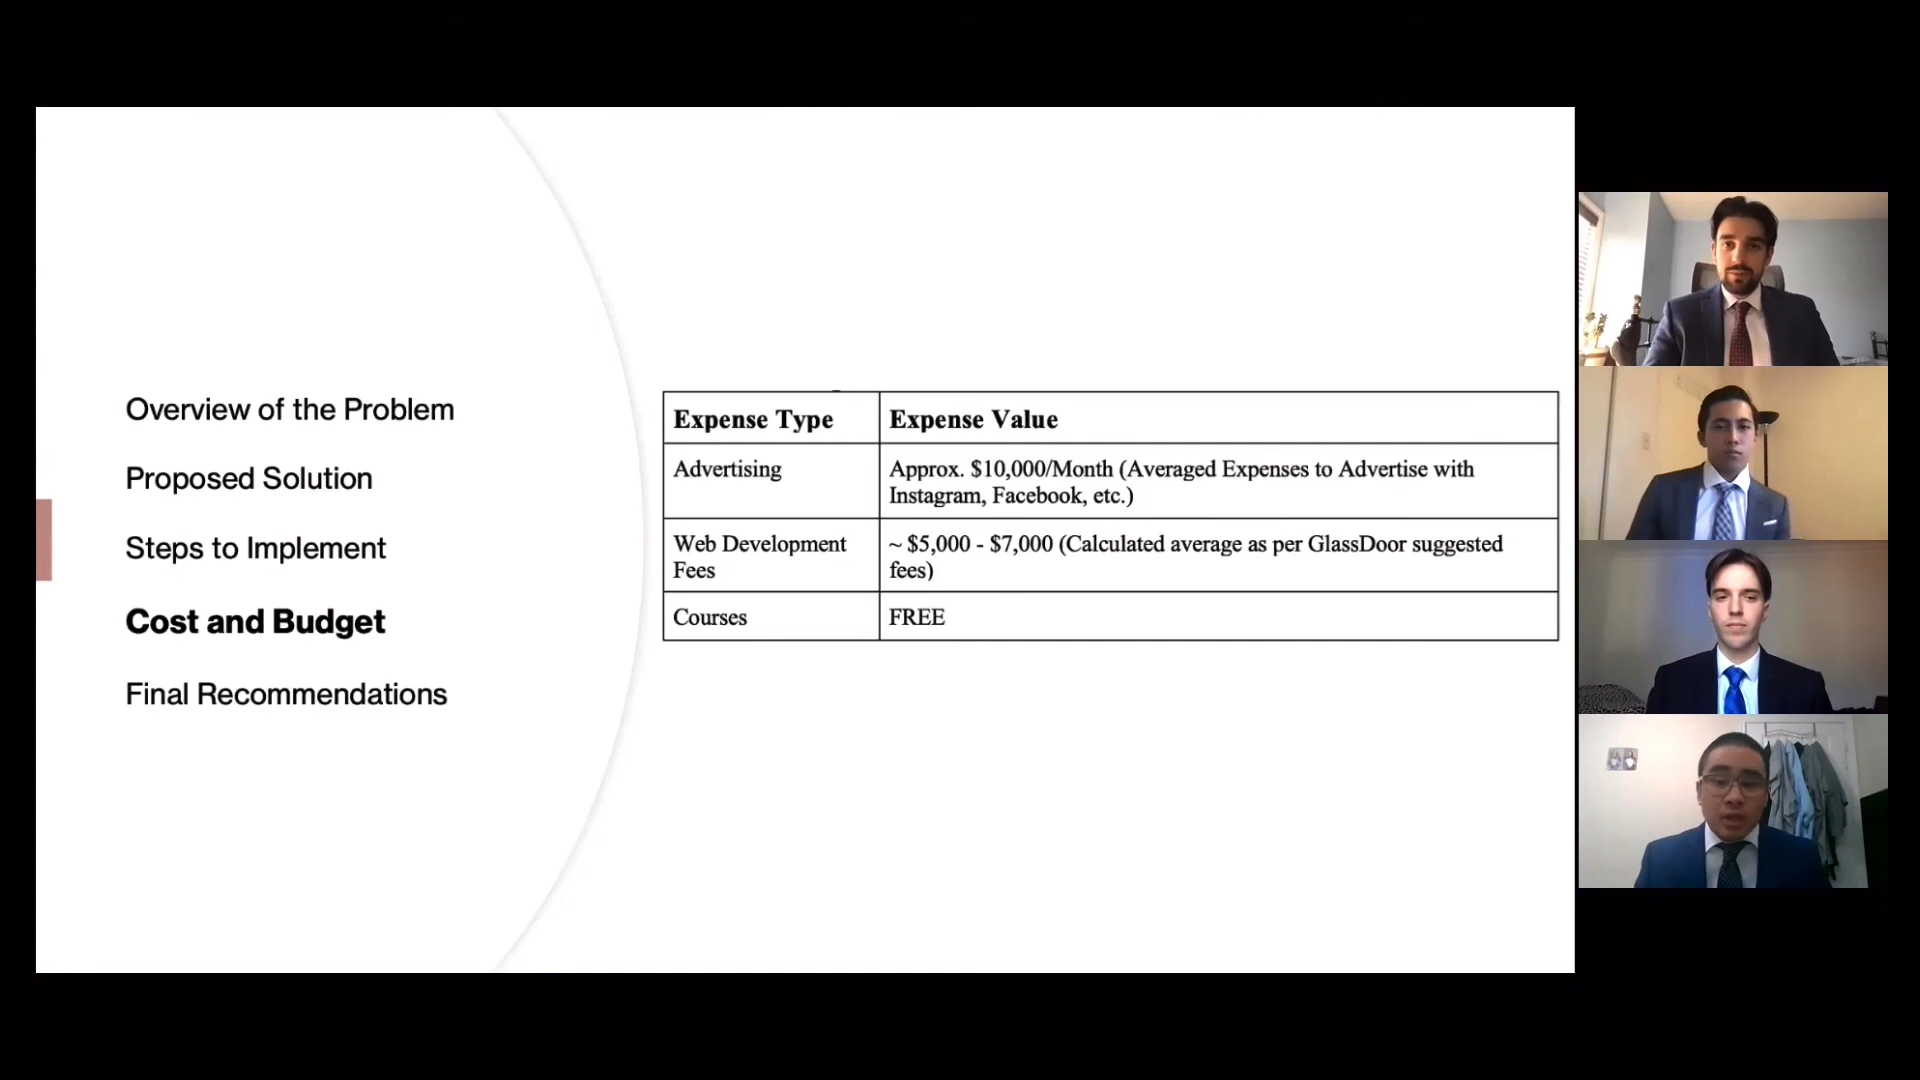 Overview of the Problem
Proposed Solution
Steps to Implement
Cost and Budget
Final Recommendations
Expense Type
Expense Value
Advertising
Approx. $10,000/Month (Averaged Expenses to Advertise with
Instagram, Facebook, etc.)
Web Development
Fees
~ $5,000 - $7,000 (Calculated average as per GlassDoor suggested
fees)
Courses
FREE